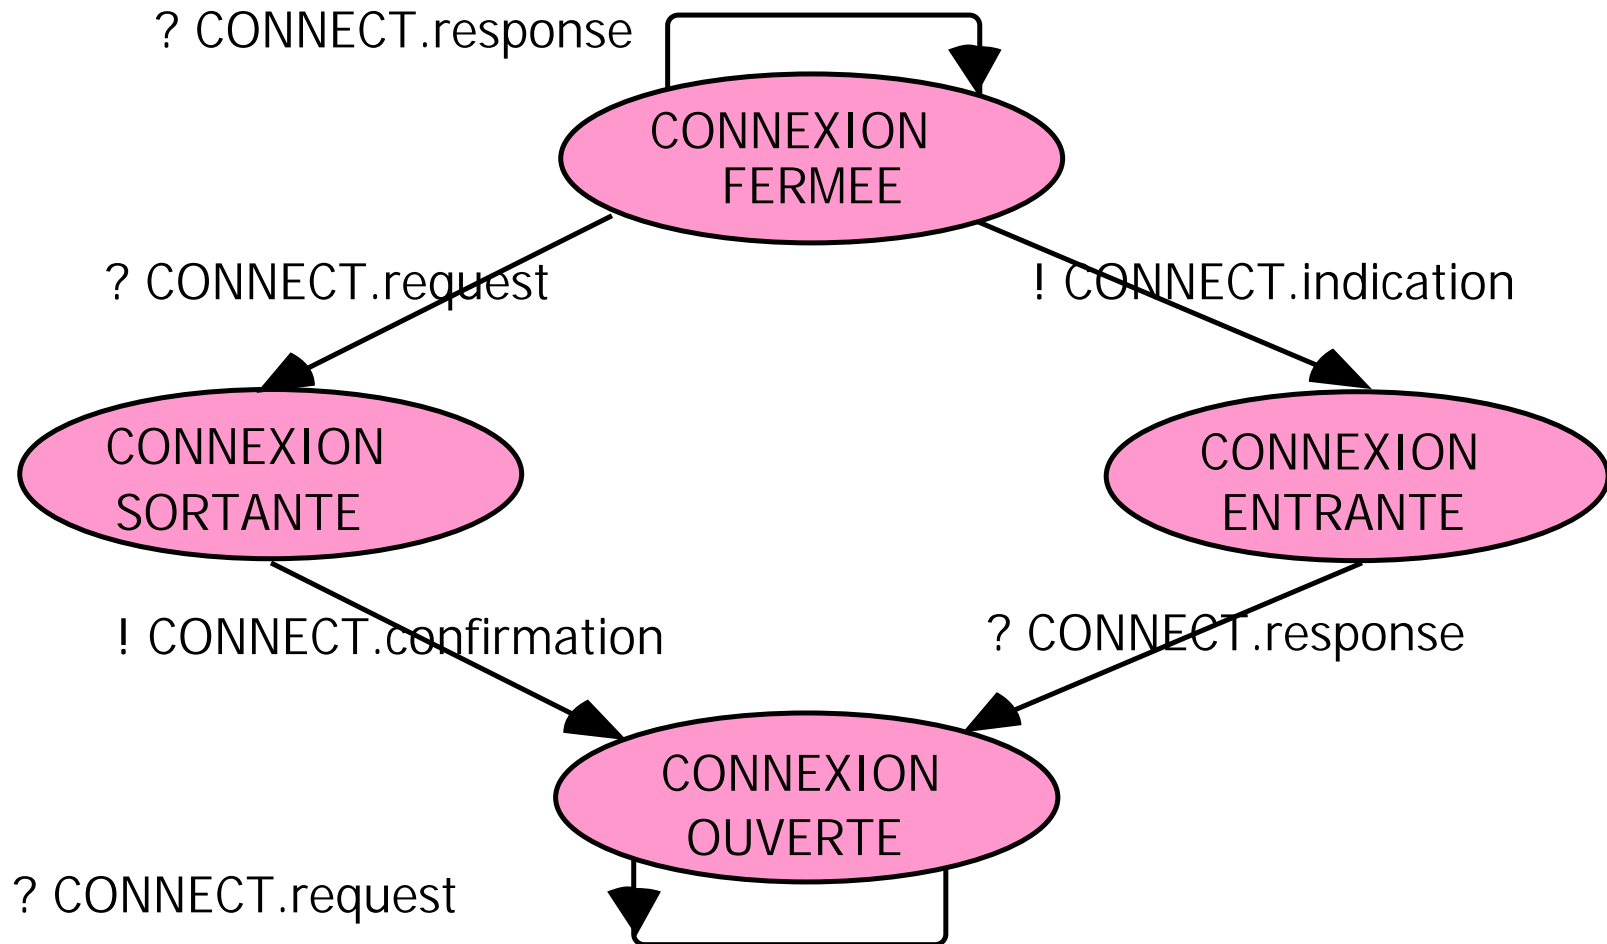 ? CONNECT.response
CONNEXION
FERMEE
? CONNECT.request
! CONNECT.indication
CONNEXION
SORTANTE
CONNEXION
ENTRANTE
! CONNECT.confirmation
? CONNECT.response
CONNEXION
OUVERTE
? CONNECT.request